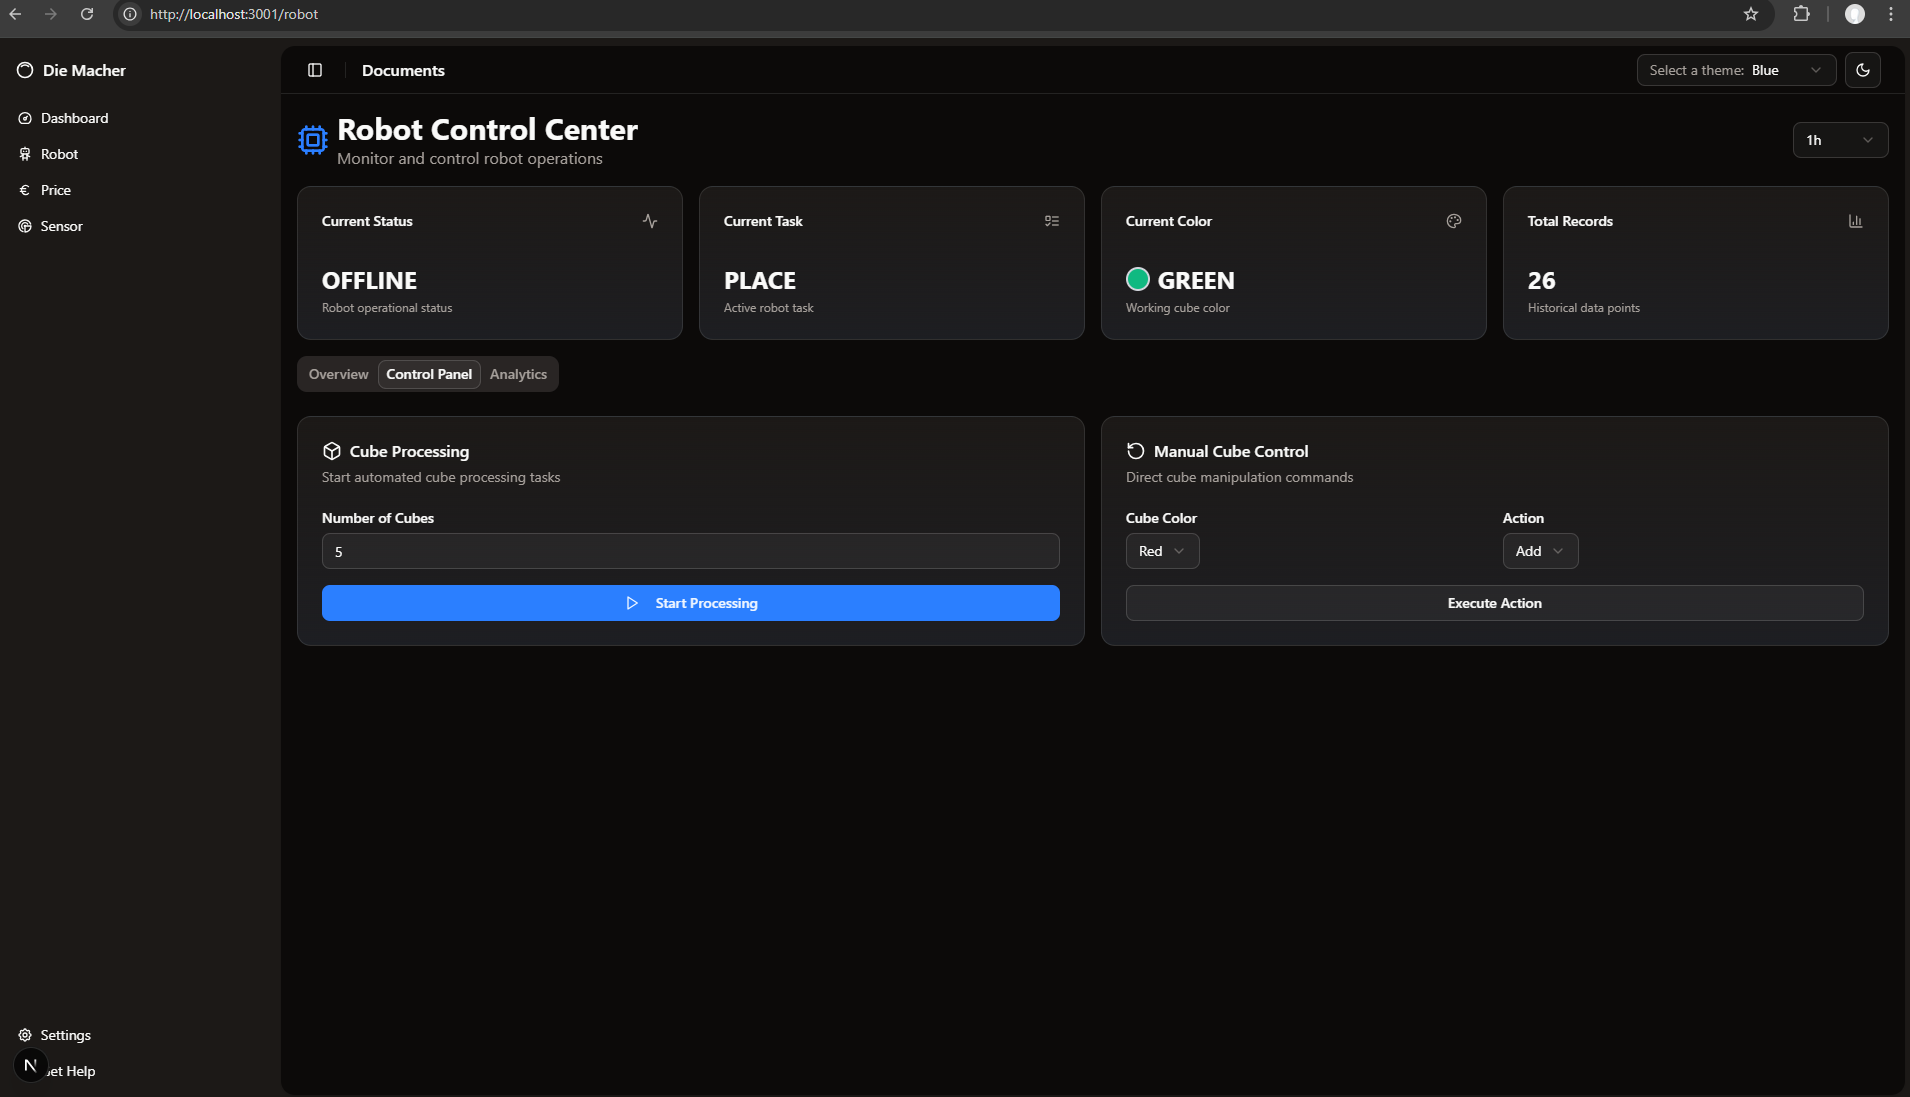 http://localhost:3001/robot
Die Macher
Dashboard
Robot
Price
Sensor
Documents
Select a theme: Blue
Robot Control Center
Monitor and control robot operations
1h
Current Status
OFFLINE
Robot operational status
Current Task
PLACE
Active robot task
Current Color
GREEN
Working cube color
Total Records
26
Historical data points
Overview
Control Panel
Analytics
Cube Processing
Start automated cube processing tasks
Number of Cubes
5
Start Processing
Manual Cube Control
Direct cube manipulation commands
Cube Color
Red
Action
Add
Execute Action
Settings
N
et Help